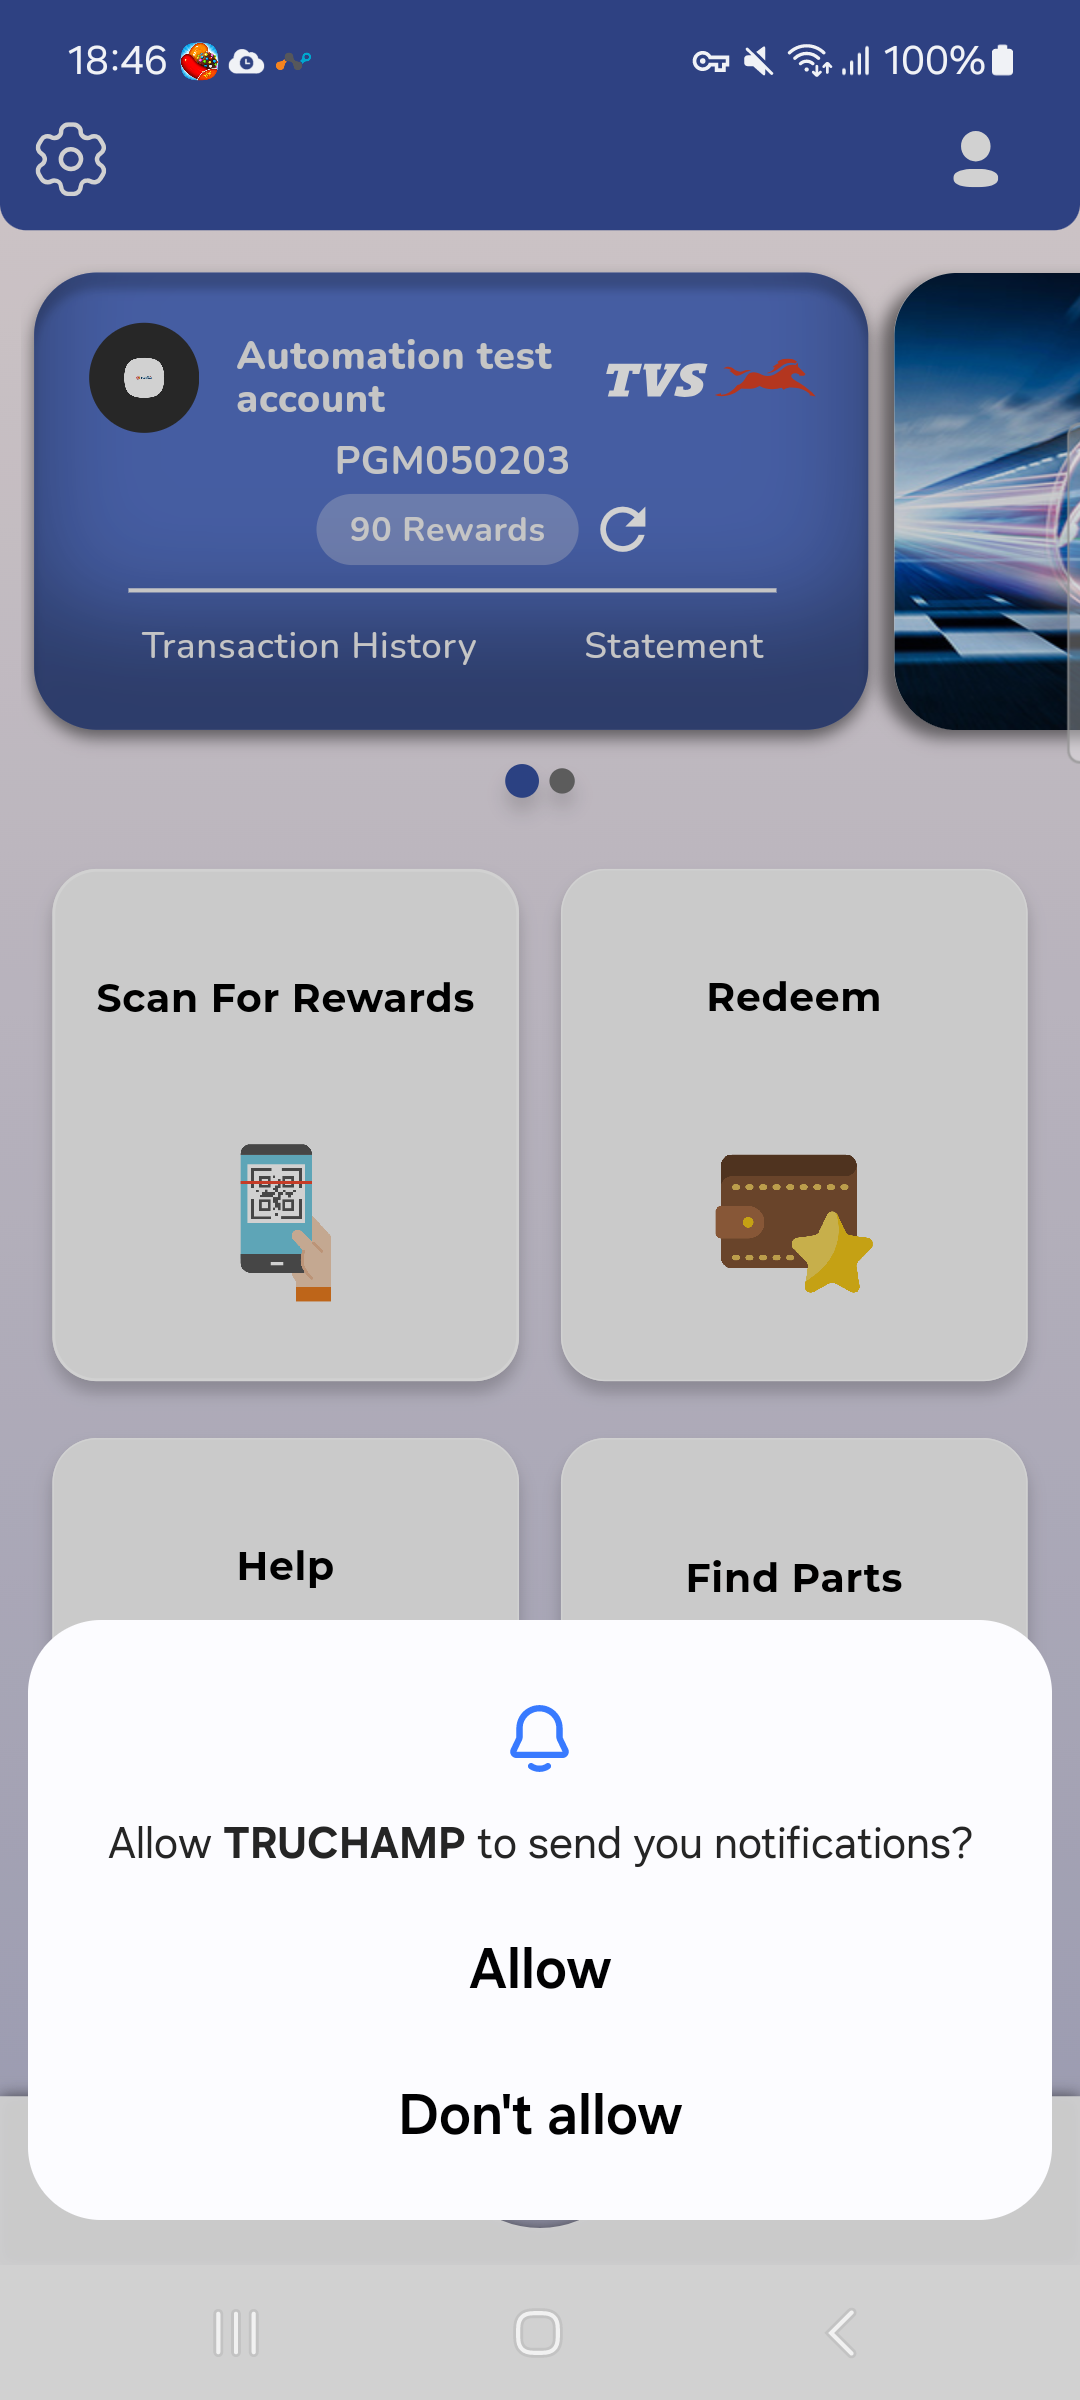 18:46
100%
Automation test
account
TVS
PGM050203
90 Rewards
Transaction History
Statement
Scan For Rewards
Redeem
Help
Find Parts
Allow TRUCHAMP to send you notifications?
Allow
Don't allow